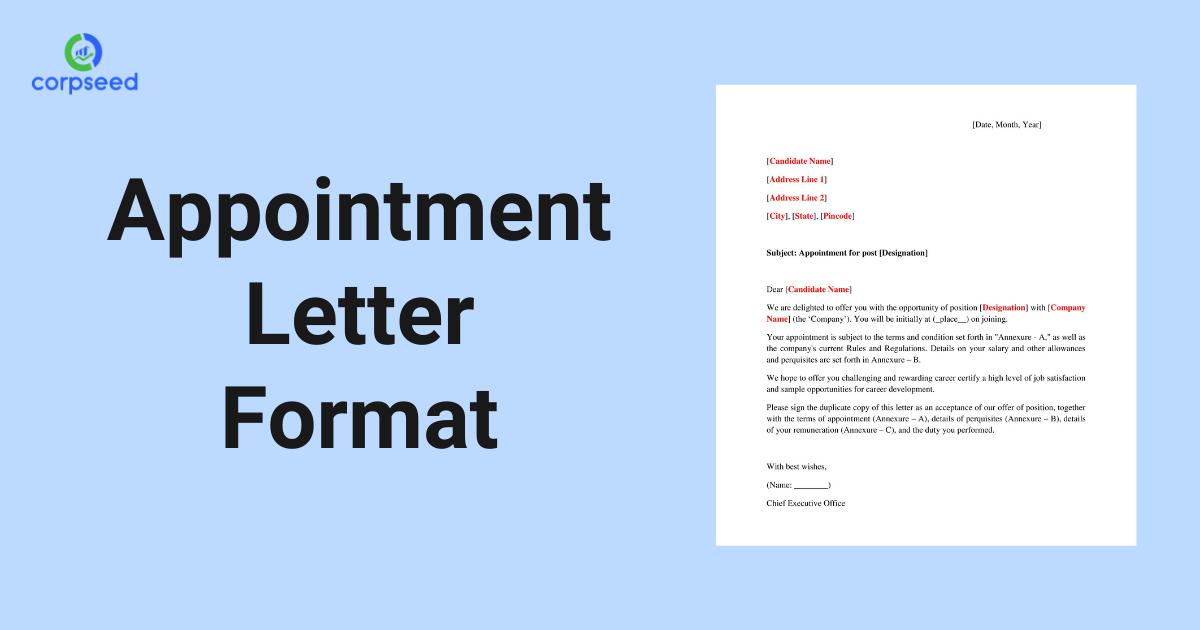 corpseed
Appointment
Letter
Format
[Date, Month, Year]
[Candidate Name]
[Address Line 1]
[Address Line 2]
[City], [State], [Pincode]
Subject: Appointment for post [Designation]
Dear [Candidate Name]
We are delighted to offer you with the opportunity of position [Designation] with [Company
Name] (the ‘Company’). You will be initially at (_place__) on joining.
Your appointment is subject to the terms and condition set forth in "Annexure - A," as well as
the company's current Rules and Regulations. Details on your salary and other allowances
and perquisites are set forth in Annexure – B.
We hope to offer you challenging and rewarding career certify a high level of job satisfaction
and sample opportunities for career development.
Please sign the duplicate copy of this letter as an acceptance of our offer of position, together
with the terms of appointment (Annexure – A), details of perquisites (Annexure – B), details
of your remuneration (Annexure – C), and the duty you performed.
With best wishes,
(Name: ________)
Chief Executive Office